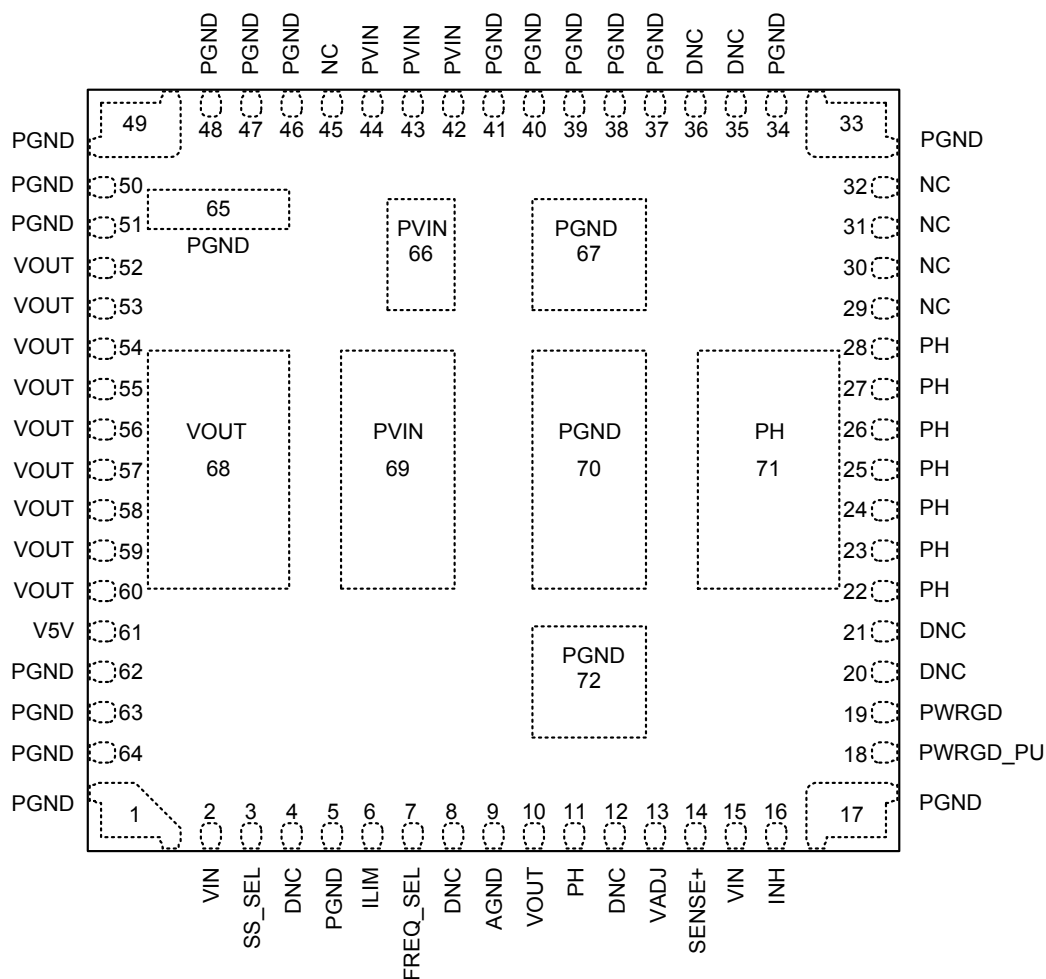 PGND
PGND
PGND
NC
PVIN
PVIN
PVIN
PGND
PGND
PGND
PGND
PGND
DNC
DNC
PGND
49
48
47
46
45
44
43
42
41
40
39
38
37
36
35
34
33
PGND
PGND
PGND
50
32
NC
PGND
51
65
PGND
PVIN
66
PGND
67
31
NC
VOUT
52
30
NC
VOUT
53
29
NC
VOUT
54
28
PH
VOUT
55
27
PH
VOUT
56
VOUT
68
PVIN
69
PGND
70
PH
71
26
PH
VOUT
57
25
PH
VOUT
58
24
PH
VOUT
59
23
PH
VOUT
60
22
PH
V5V
61
21
DNC
PGND
62
PGND
72
20
DNC
PGND
63
19
PWRGD
PGND
64
18
PWRGD_PU
PGND
1
2
3
4
5
6
7
8
9
10
11
12
13
14
15
16
17
PGND
VIN
SS_SEL
DNC
PGND
ILIM
FREQ_SEL
DNC
AGND
VOUT
PH
DNC
VADJ
SENSE+
VIN
INH